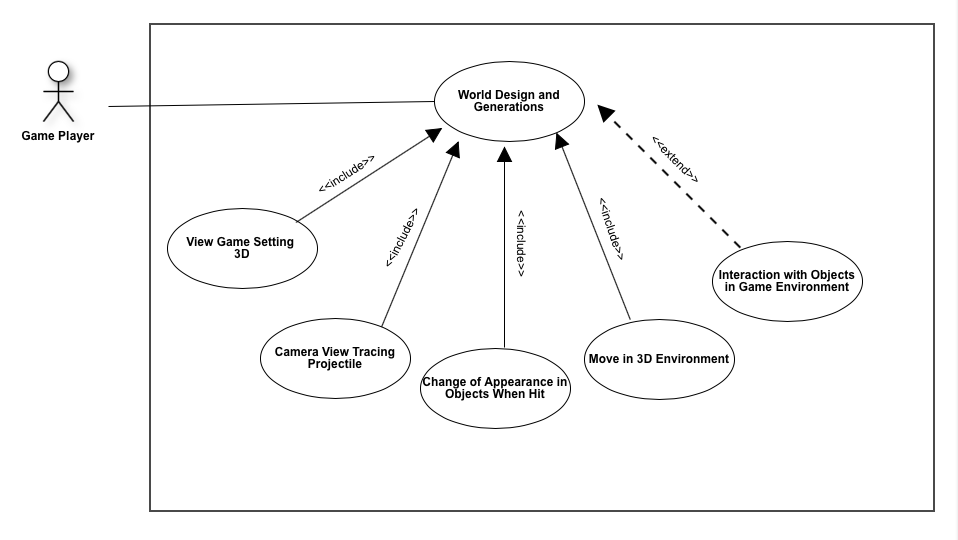 World Design and
Generations
Game Player
<<include>>
<<include>>
<<include>>
<<include>>
<<extend>>
View Game Setting
3D
Interaction with Objects
in Game Environment
Camera View Tracing
Projectile
Change of Appearance in
Objects When Hit
Move in 3D Environment